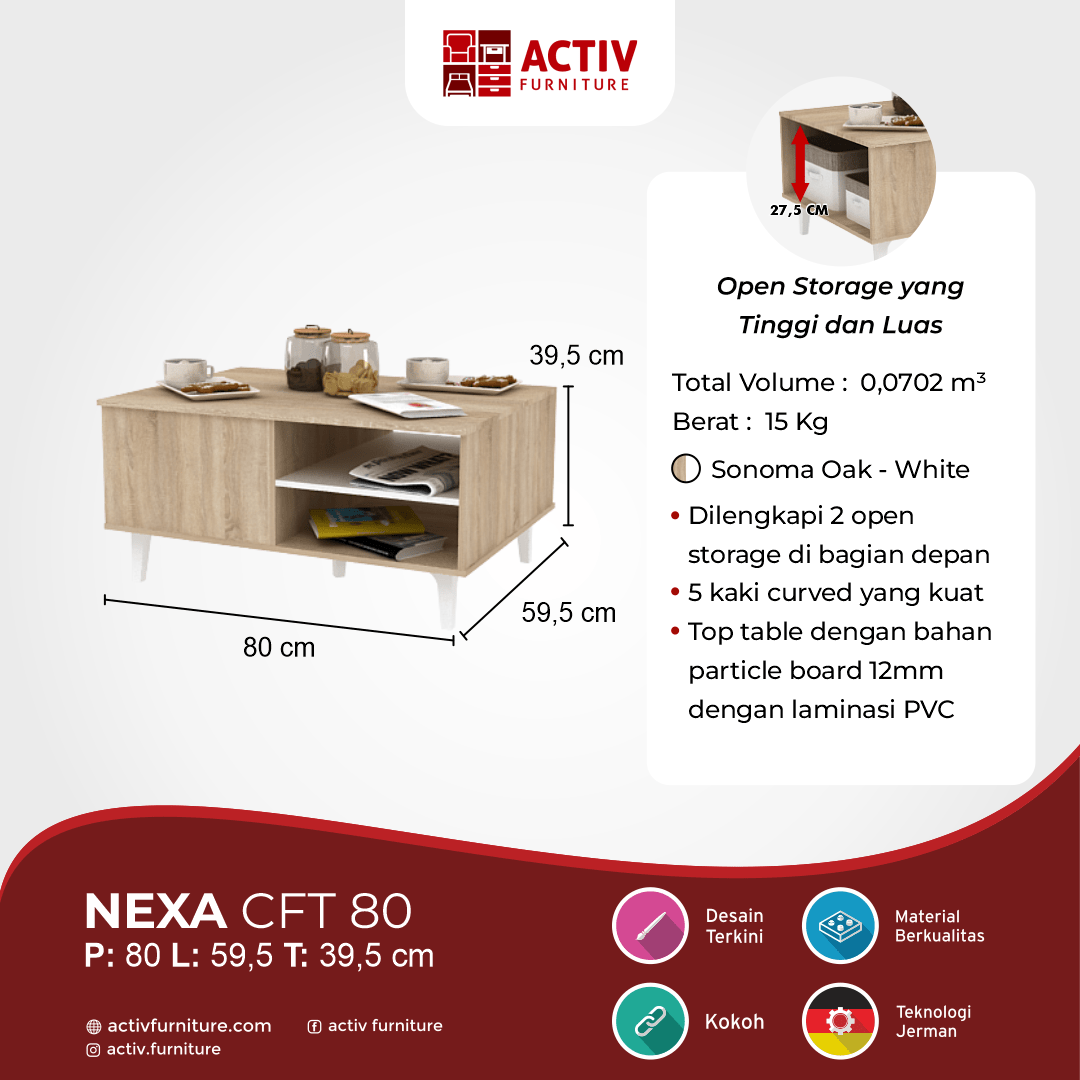 ACTIV
FURNITURE
27,5 CM
Open Storage yang
Tinggi dan Luas
Total Volume : 0,0702 m³
Berat : 15 Kg
Sonoma Oak - White
• Dilengkapi 2 open
storage di bagian depan
• 5 kaki curved yang kuat
• Top table dengan bahan
particle board 12mm
dengan laminasi PVC
39,5 cm
59,5 cm
80 cm
NEXA CFT 80
P: 80 L: 59,5 T: 39,5 cm
activfurniture.com
activ furniture
activ.furniture
Desain
Terkini
Material
Berkualitas
Kokoh
Teknologi
Jerman